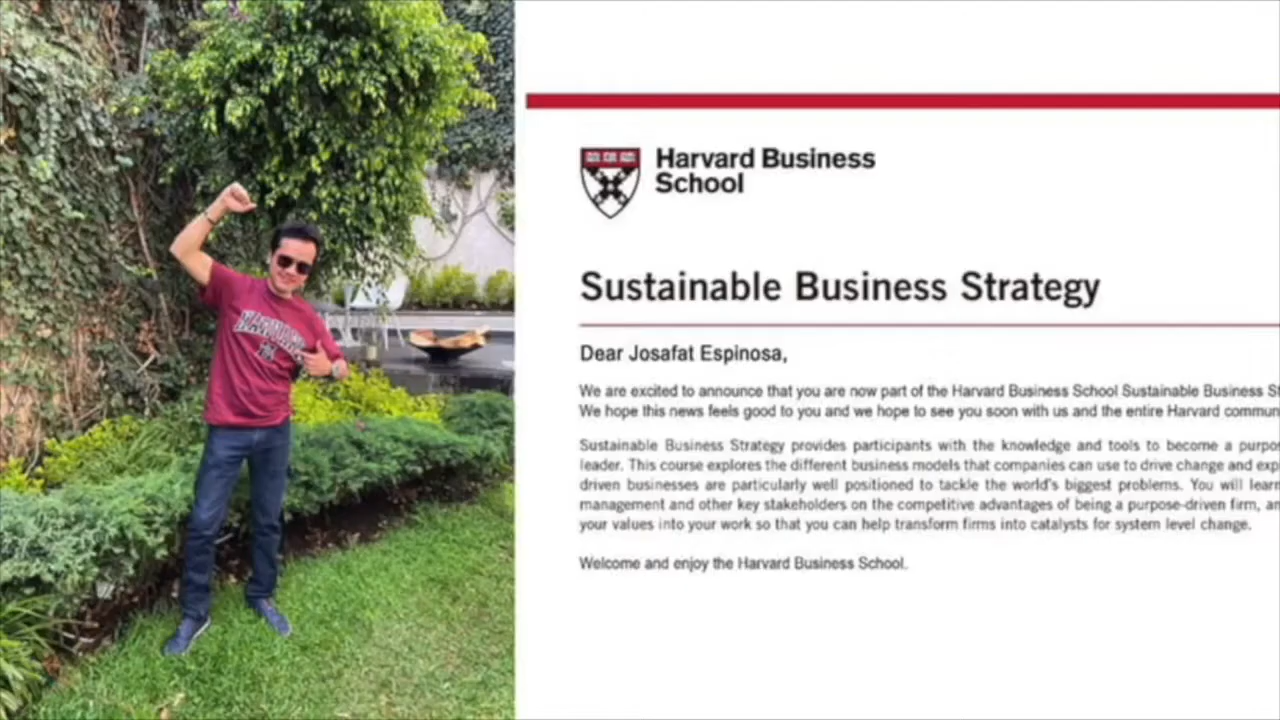 HARVARD
Harvard Business
School
Sustainable Business Strategy
Dear Josafat Espinosa,
We are excited to announce that you are now part of the Harvard Business School Sustainable Business St
We hope this news feels good to you and we hope to see you soon with us and the entire Harvard commun
Sustainable Business Strategy provides participants with the knowledge and tools to become a purpo
leader. This course explores the different business models that companies can use to drive change and exp
driven businesses are particularly well positioned to tackle the world's biggest problems. You will learn
management and other key stakeholders on the competitive advantages of being a purpose-driven firm, an
your values into your work so that you can help transform firms into catalysts for system level change.
Welcome and enjoy the Harvard Business School.